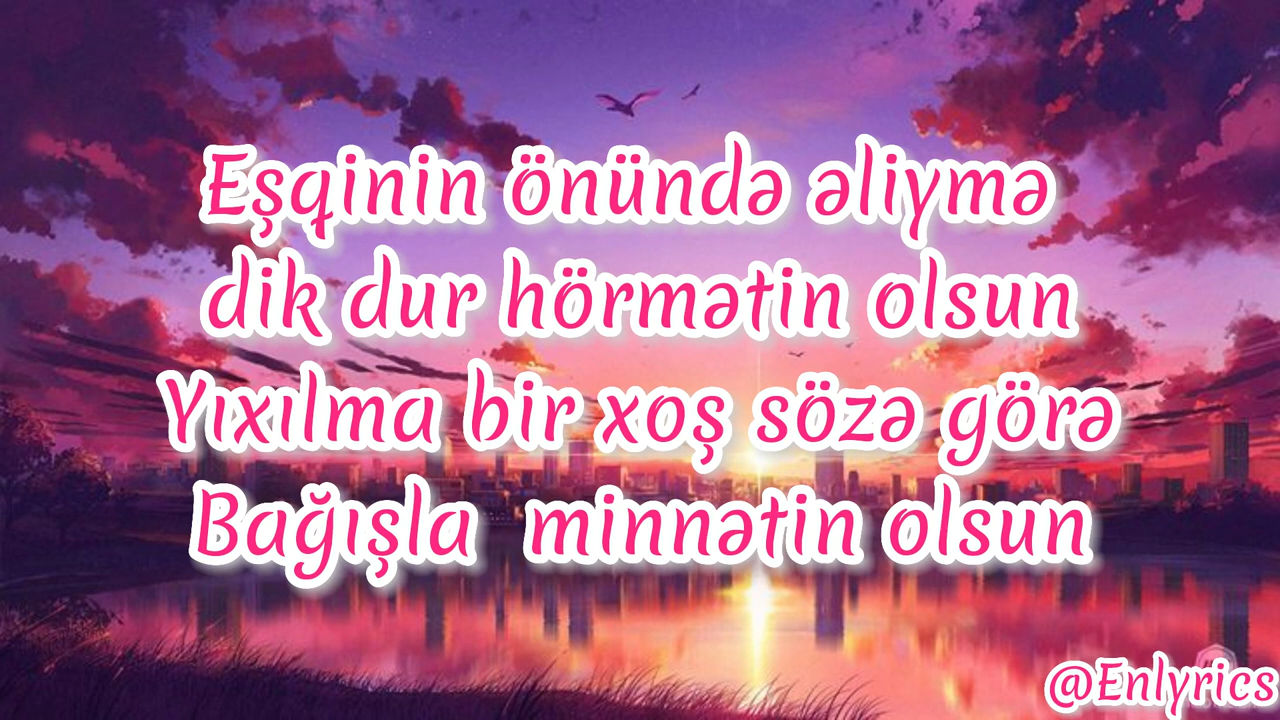 Eşqinin önündə əliymə
dik dur hörmətin olsun
Yıxılma bir xoş sözə görə
Bağışla minnətin olsun
@Enlyrics